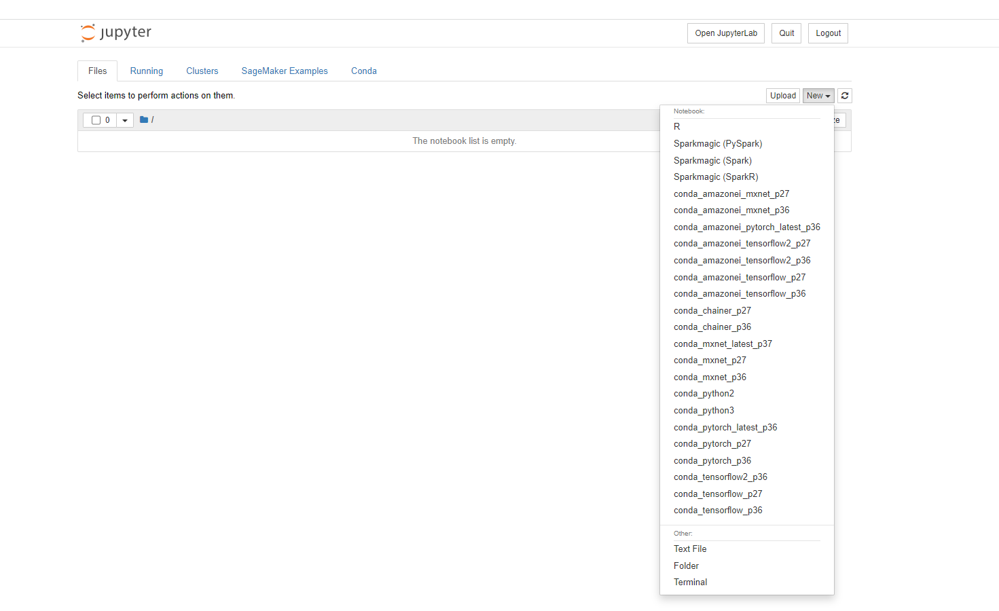 jupyter
Open JupyterLab Quit Logout
Files Running Clusters SageMaker Examples Conda
Select items to perform actions on them.
Upload New
Notebook:
0 / ze
R
The notebook list is empty.
Sparkmagic (PySpark)
Sparkmagic (Spark)
Sparkmagic (SparkR)
conda_amazonei_mxnet_p27
conda_amazonei_mxnet_p36
conda_amazonei_pytorch_latest_p36
conda_amazonei_tensorflow2_p27
conda_amazonei_tensorflow2_p36
conda_amazonei_tensorflow_p27
conda_amazonei_tensorflow_p36
conda_chainer_p27
conda_chainer_p36
conda_mxnet_latest_p37
conda_mxnet_p27
conda_mxnet_p36
conda_python2
conda_python3
conda_pytorch_latest_p36
conda_pytorch_p27
conda_pytorch_p36
conda_tensorflow2_p36
conda_tensorflow_p27
conda_tensorflow_p36
Other:
Text File
Folder
Terminal